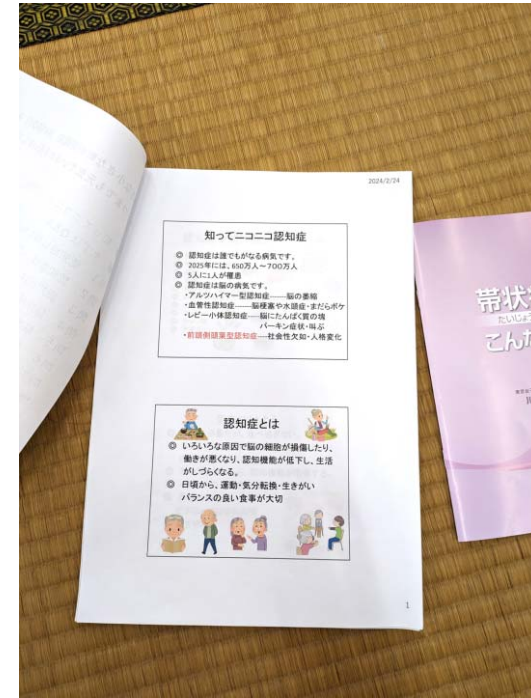 2024/2/24
知ってニコニコ認知症
◎ 認知症は誰でもがなる病気です。
◎ 2025年には、650万人～700万人
◎ 5人に1人が罹患
◎ 認知症は脳の病気です。
・アルツハイマー型認知症――脳の萎縮
・血管性認知症――脳梗塞や水頭症・まだらボケ
・レビー小体認知症―脳にたんぱく質の塊
パーキン症状・叫ぶ
・前頭側頭葉型認知症―社会性欠如・人格変化
認知症とは
◎ いろいろな原因で脳の細胞が損傷したり、
働きが悪くなり、認知機能が低下し、生活
がしづらくなる。
◎ 日頃から、運動・気分転換・生きがい
バランスの良い食事が大切
1
帯状
たいじょう
こんな